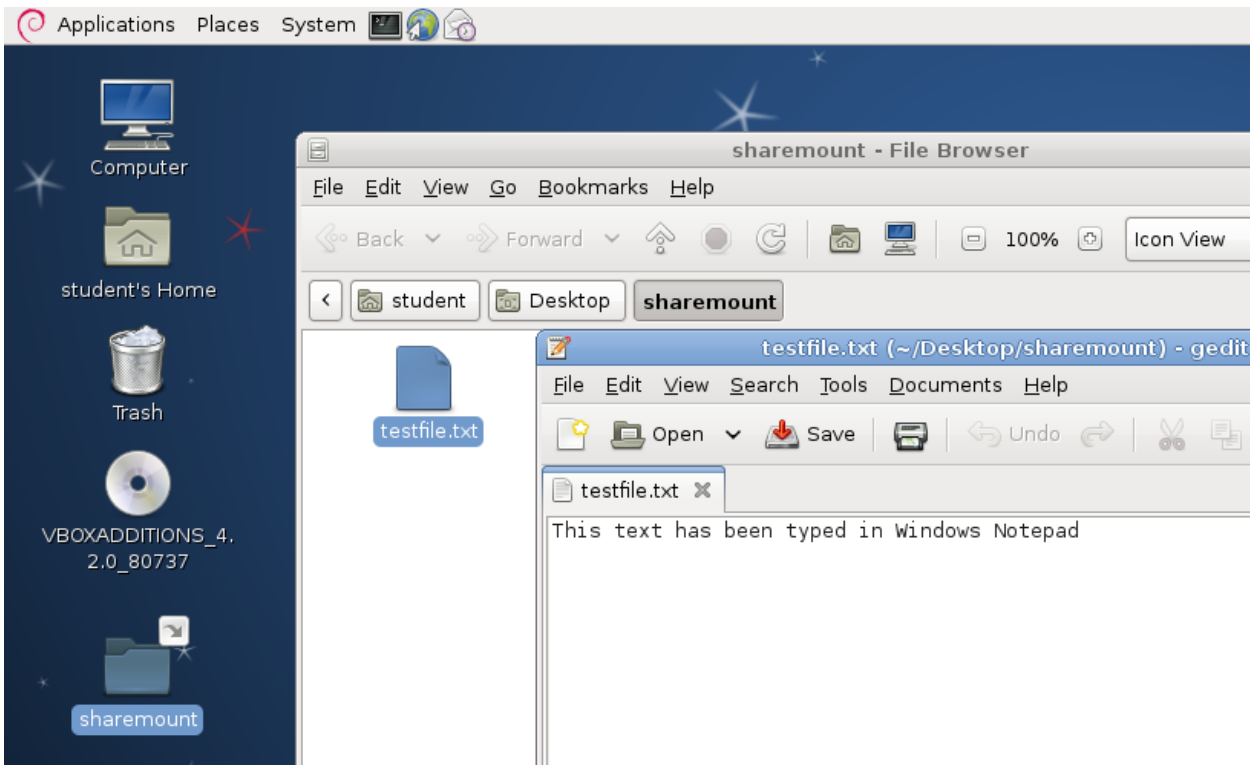 Applications Places System
Computer
student's Home
Trash
VBOXADDITIONS_4.
2.0_80737
sharemount
sharemount - File Browser
File Edit View Go Bookmarks Help
Back Forward 100% Icon View
student Desktop sharemount
testfile.txt
testfile.txt (~/Desktop/sharemount) - gedit
File Edit View Search Tools Documents Help
Open Save Undo
testfile.txt
This text has been typed in Windows Notepad